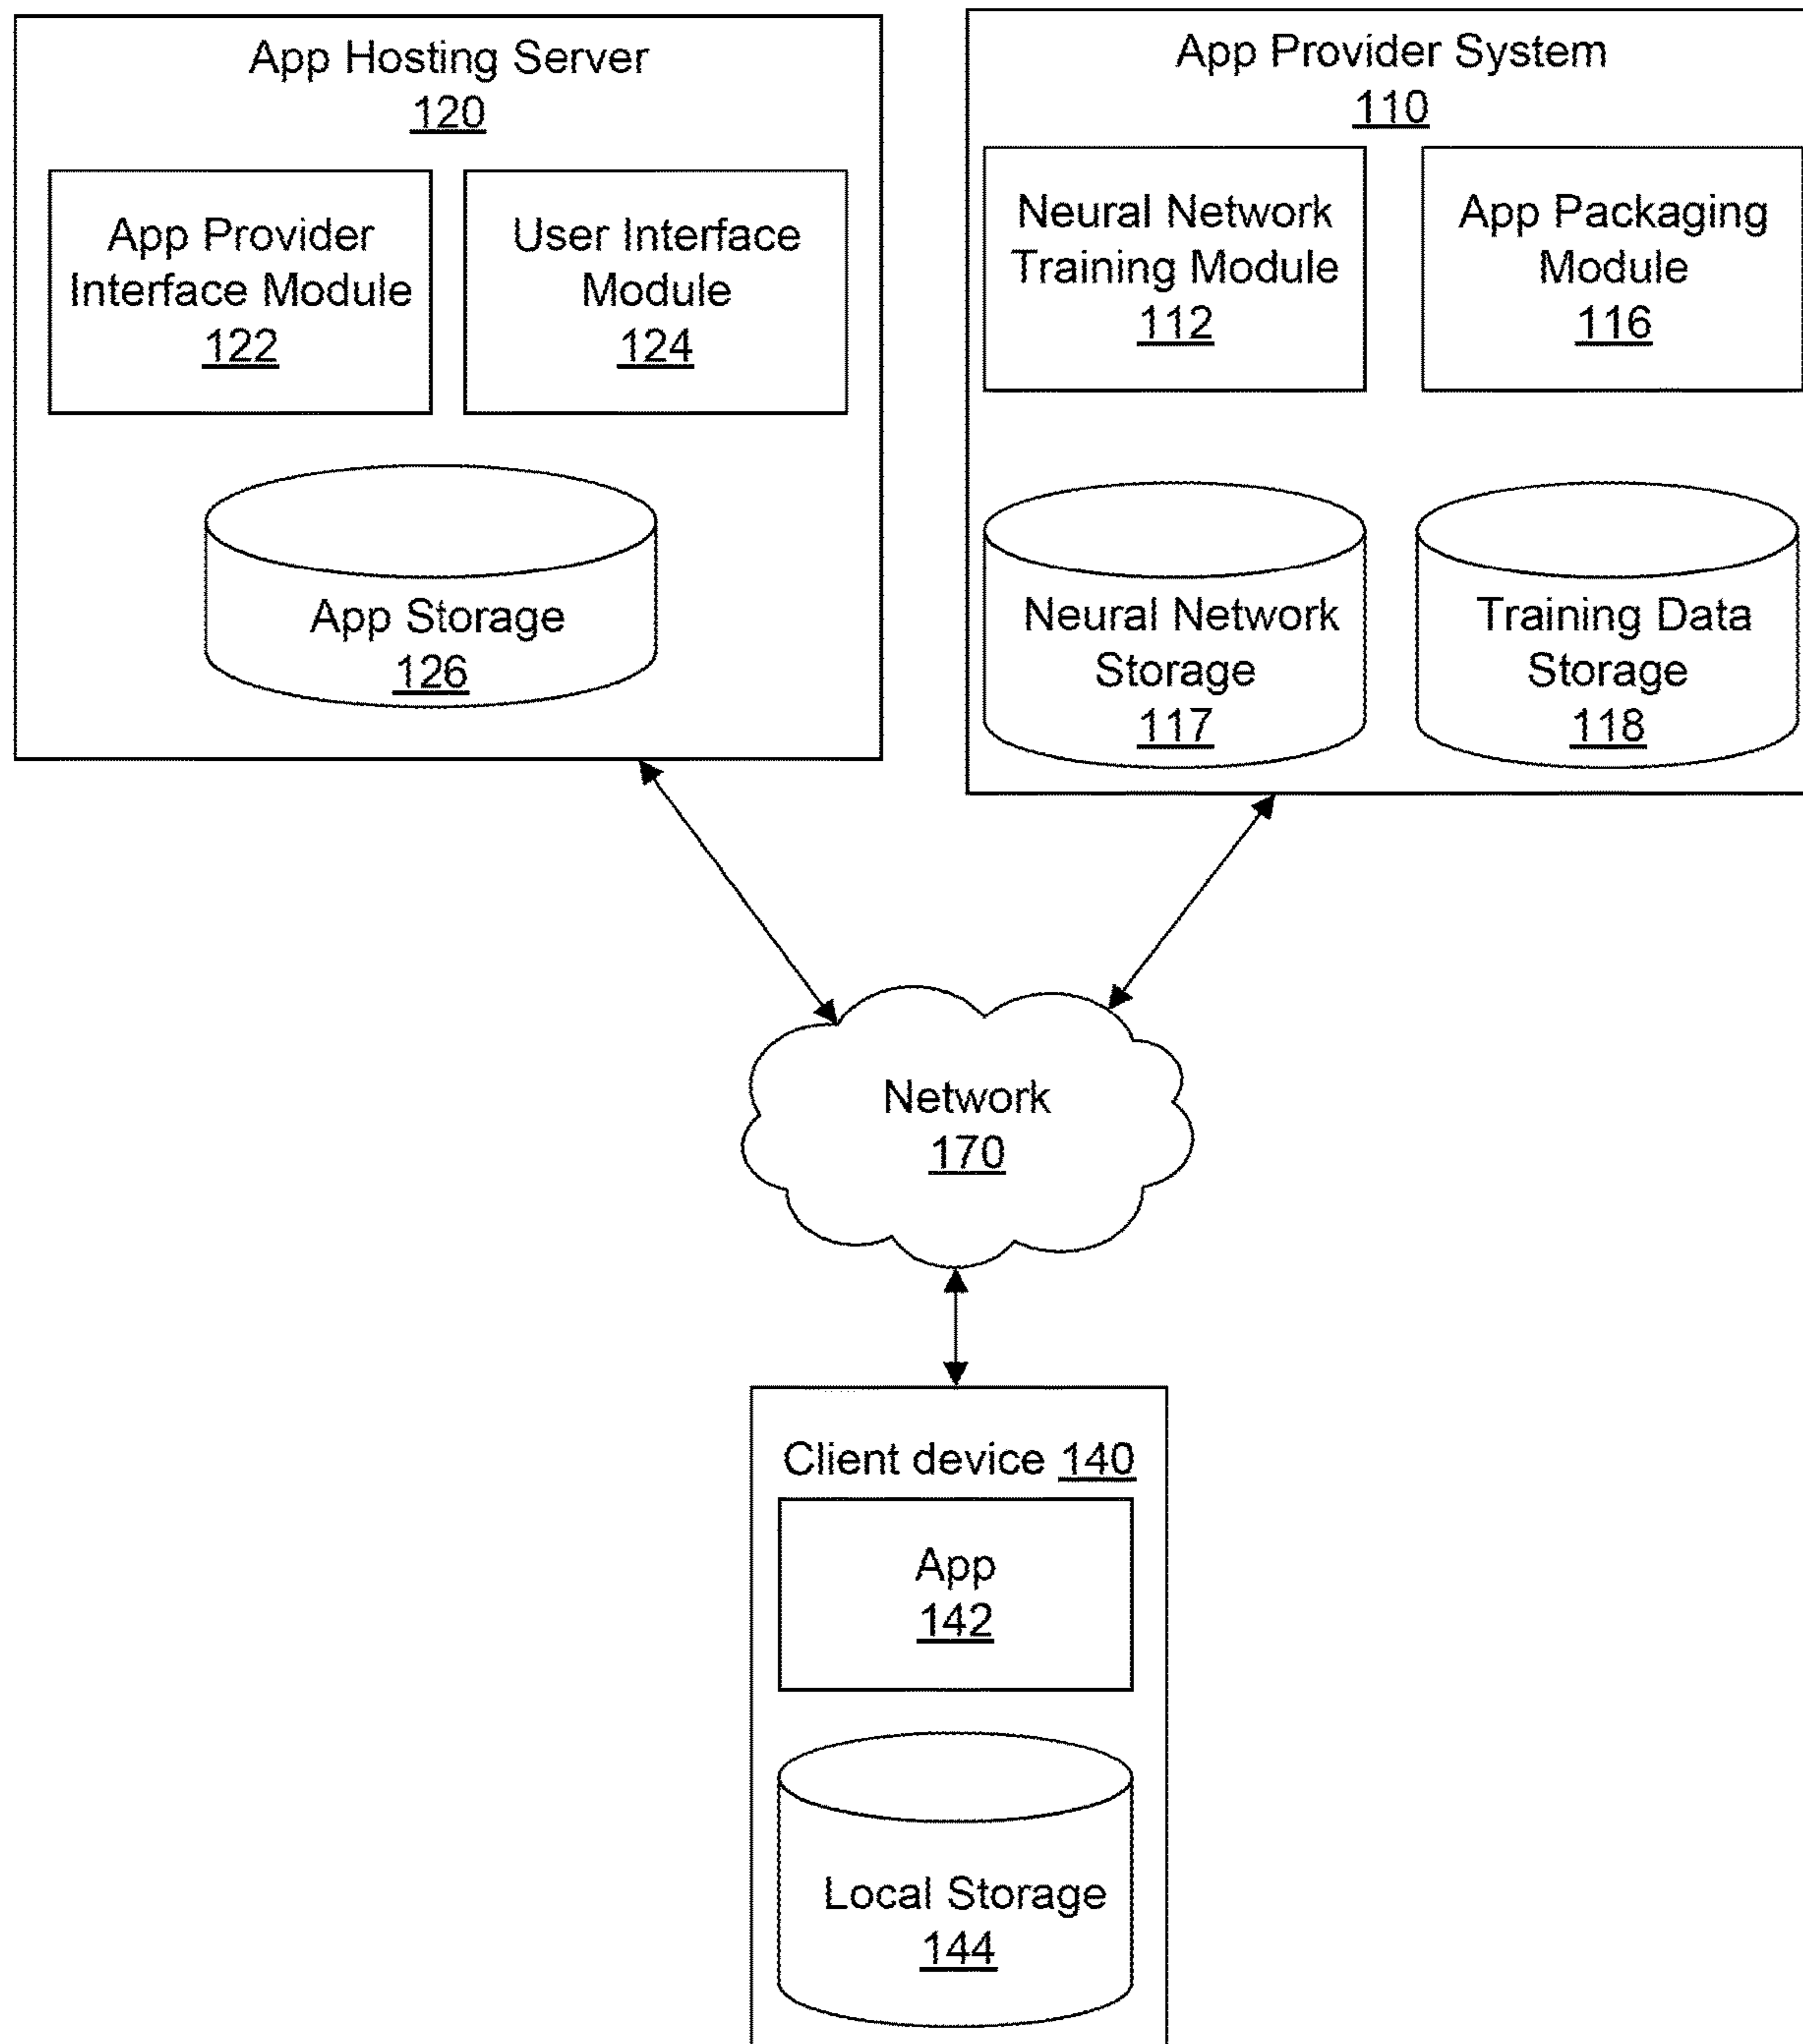 App Hosting Server
120
App Provider
Interface Module
122
User Interface
Module
124
App Storage
126
App Provider System
110
Neural Network
Training Module
112
App Packaging
Module
116
Neural Network
Storage
117
Training Data
Storage
118
Network
170
Client device 140
App
142
Local Storage
144